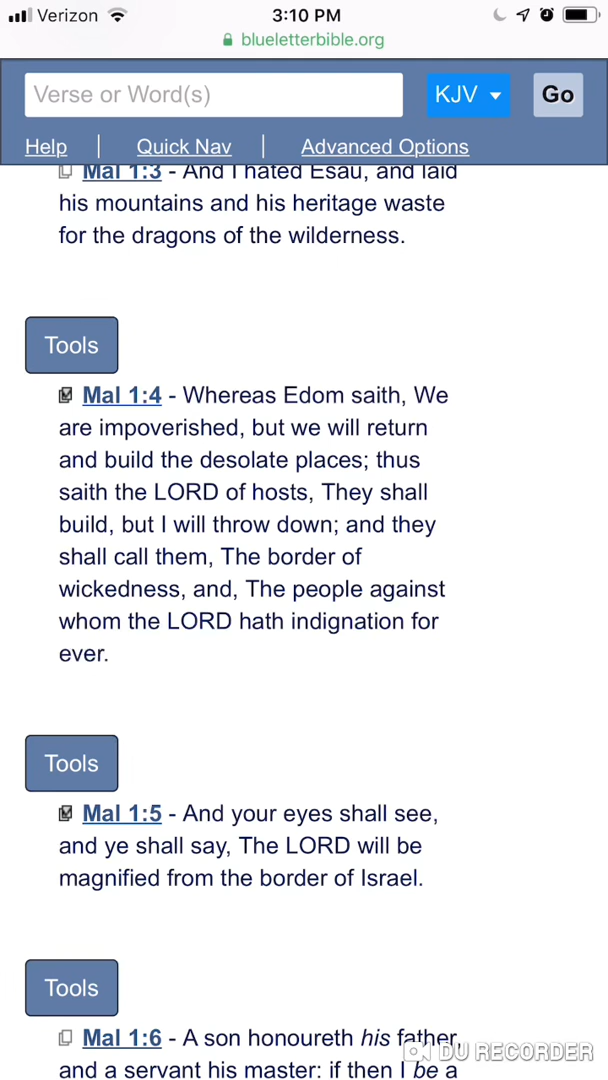 Verizon 3:10 PM
blueletterbible.org
Verse or Word(s) KJV Go
Help | Quick Nav | Advanced Options
Mal 1:3 - And I hated Esau, and laid
his mountains and his heritage waste
for the dragons of the wilderness.
Tools
Mal 1:4 - Whereas Edom saith, We
are impoverished, but we will return
and build the desolate places; thus
saith the LORD of hosts, They shall
build, but I will throw down; and they
shall call them, The border of
wickedness, and, The people against
whom the LORD hath indignation for
ever.
Tools
Mal 1:5 - And your eyes shall see,
and ye shall say, The LORD will be
magnified from the border of Israel.
Tools
Mal 1:6 - A son honoureth his father,
and a servant his master: if then I be a
DU RECORDER